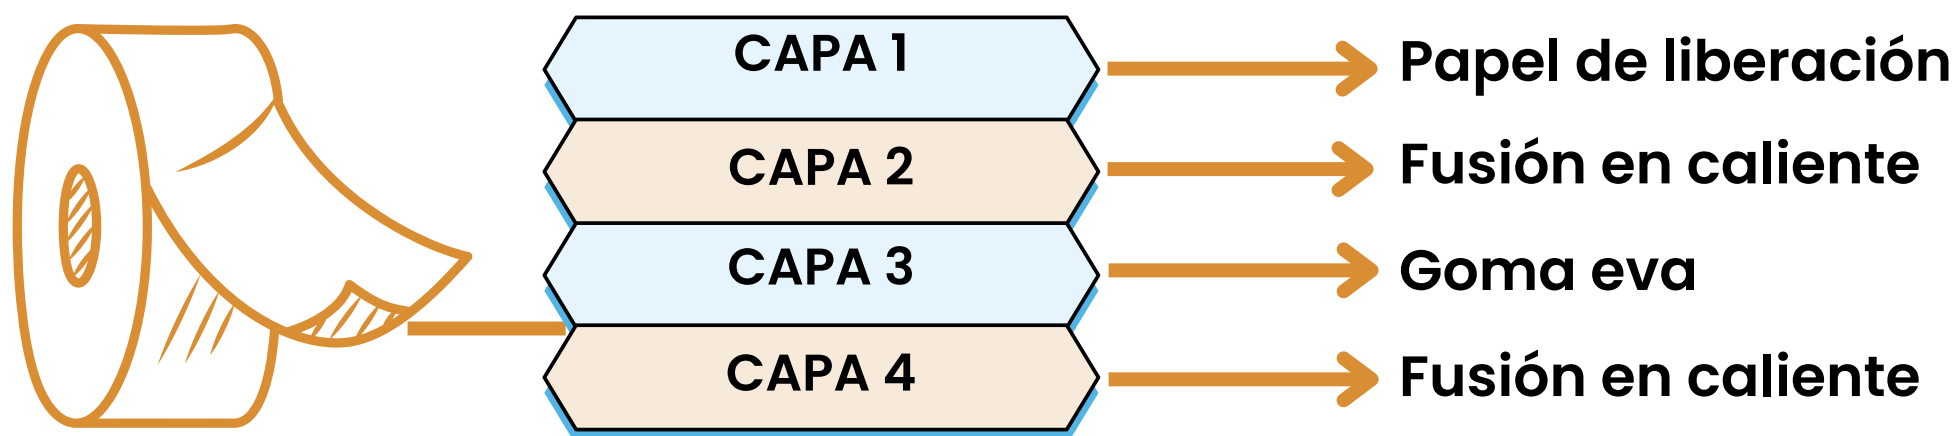 CAPA 1
Papel de liberación
CAPA 2
Fusión en caliente
CAPA 3
Goma eva
CAPA 4
Fusión en caliente